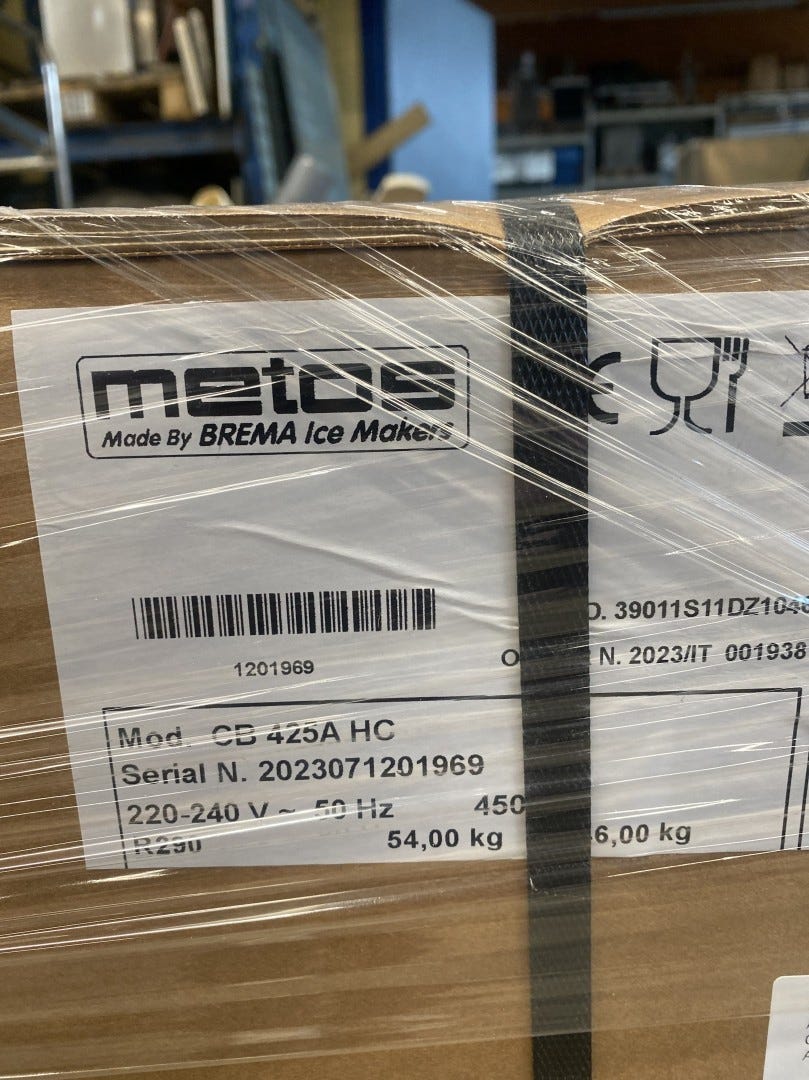 metos
Made By BREMA Ice Makers
CE
39011S11DZ104
1201969
N. 2023/IT 001938
Mod. CB 425A HC
Serial N. 2023071201969
220-240 V ~ 50 Hz 450
R290 54,00 kg 6,00 kg